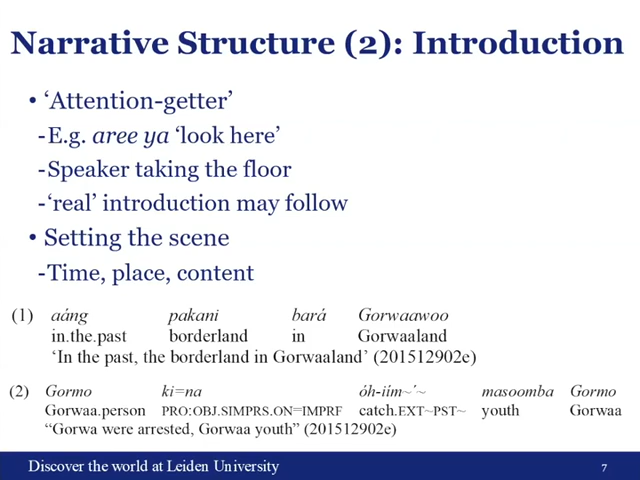 Narrative Structure (2): Introduction
• ‘Attention-getter’
-E.g. aree ya ‘look here’
-Speaker taking the floor
-‘real’ introduction may follow
• Setting the scene
-Time, place, content
(1) aáng pakani bará Gorwaawoo
in.the.past borderland in Gorwaaland
‘In the past, the borderland in Gorwaaland’ (201512902e)
(2) Gormo ki=na óh-iím~´~ masoomba Gormo
Gorwaa.person PRO:OBJ.SIMPRS.ON=IMPRF catch.EXT~PST~ youth Gorwaa
“Gorwa were arrested, Gorwaa youth” (201512902e)
Discover the world at Leiden University 7